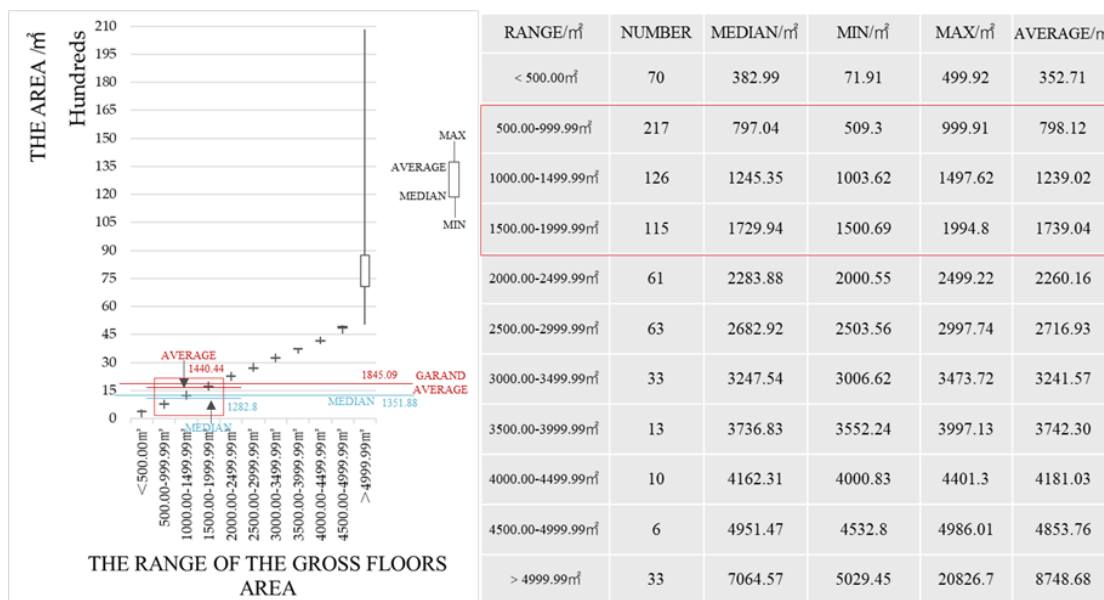 THE AREA /㎡
Hundreds
210
195
180
165
150
135
120
105
90
75
60
45
30
15
0
MAX
AVERAGE
MEDIAN
MIN
AVERAGE
1440.44
1845.09
GARAND
AVERAGE
MEDIAN
1351.88
1282.8
MEDIAN
<500.00㎡
500.00-999.99㎡
1000.00-1499.99㎡
1500.00-1999.99㎡
2000.00-2499.99㎡
2500.00-2999.99㎡
3000.00-3499.99㎡
3500.00-3999.99㎡
4000.00-4499.99㎡
4500.00-4999.99㎡
>4999.99㎡
THE RANGE OF THE GROSS FLOORS
AREA
RANGE/㎡ NUMBER MEDIAN/㎡ MIN/㎡ MAX/㎡ AVERAGE/㎡
< 500.00㎡ 70 382.99 71.91 499.92 352.71
500.00-999.99㎡ 217 797.04 509.3 999.91 798.12
1000.00-1499.99㎡ 126 1245.35 1003.62 1497.62 1239.02
1500.00-1999.99㎡ 115 1729.94 1500.69 1994.8 1739.04
2000.00-2499.99㎡ 61 2283.88 2000.55 2499.22 2260.16
2500.00-2999.99㎡ 63 2682.92 2503.56 2997.74 2716.93
3000.00-3499.99㎡ 33 3247.54 3006.62 3473.72 3241.57
3500.00-3999.99㎡ 13 3736.83 3552.24 3997.13 3742.30
4000.00-4499.99㎡ 10 4162.31 4000.83 4401.3 4181.03
4500.00-4999.99㎡ 6 4951.47 4532.8 4986.01 4853.76
> 4999.99㎡ 33 7064.57 5029.45 20826.7 8748.68